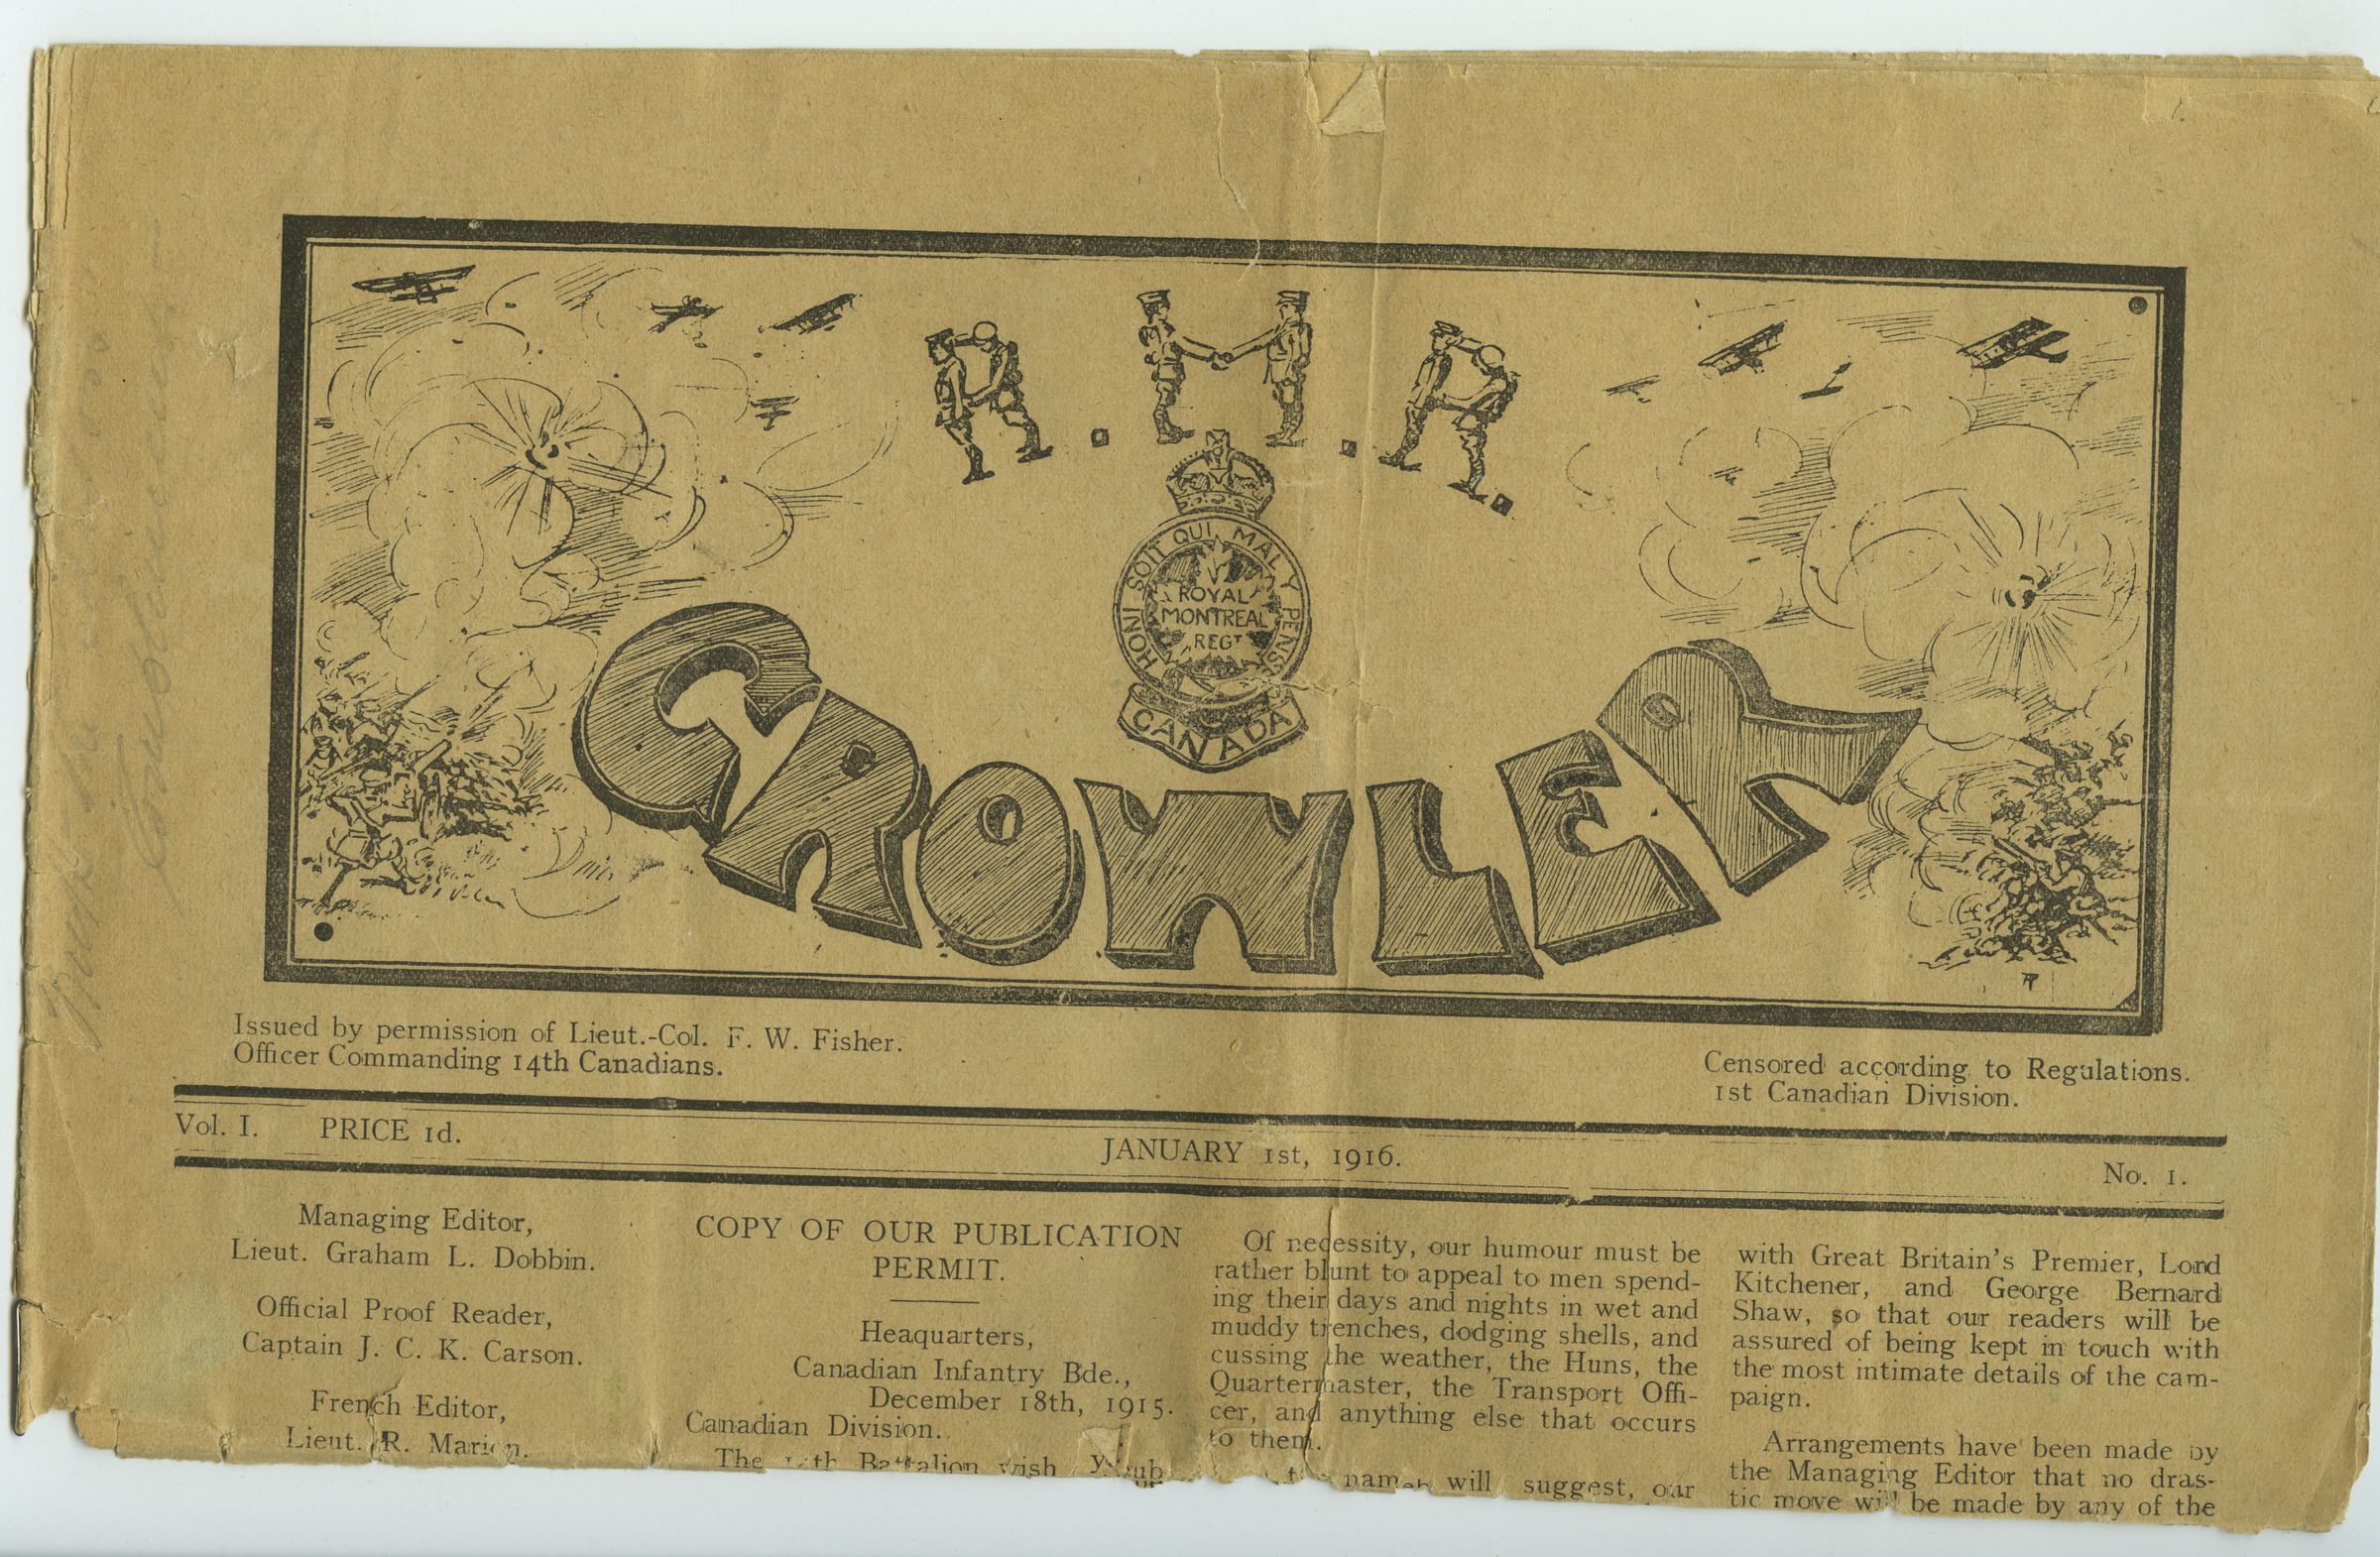 R. M. R.
HONI SOIT QUI MAL Y PENSE
ROYAL
MONTREAL
REGT
CANADA
GROWLER
Issued by permission of Lieut.-Col. F. W. Fisher.
Officer Commanding 14th Canadians.
Censored according to Regulations.
1st Canadian Division.
Vol. I. PRICE 1d.
JANUARY 1st, 1916.
No. 1.
Managing Editor,
Lieut. Graham L. Dobbin.
Official Proof Reader,
Captain J. C. K. Carson.
French Editor,
Lieut. R. Marion.
COPY OF OUR PUBLICATION
PERMIT.
Heaquarters,
Canadian Infantry Bde.,
December 18th, 1915.
Canadian Division.
The 14th Battalion wish
Of necessity, our humour must be
rather blunt to appeal to men spend-
ing their days and nights in wet and
muddy trenches, dodging shells, and
cussing the weather, the Huns, the
Quartermaster, the Transport Offi-
cer, and anything else that occurs
to them.
name will suggest, our
with Great Britain's Premier, Lord
Kitchener, and George Bernard
Shaw, so that our readers will be
assured of being kept in touch with
the most intimate details of the cam-
paign.
Arrangements have been made by
the Managing Editor that no dras-
tic move will be made by any of the